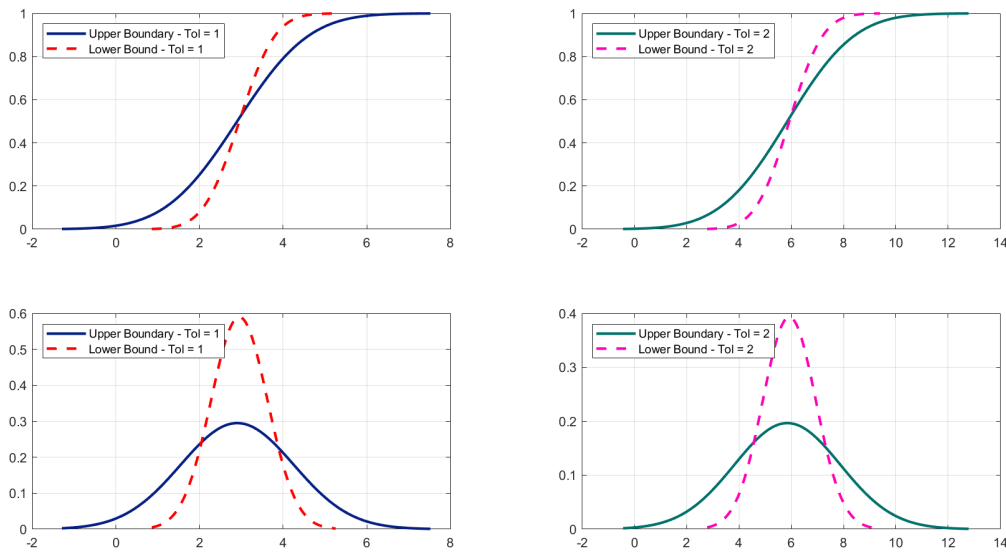 1
0.8
0.6
0.4
0.2
0
-2 0 2 4 6 8
Upper Boundary - Tol = 1
Lower Bound - Tol = 1
1
0.8
0.6
0.4
0.2
0
-2 0 2 4 6 8 10 12 14
Upper Boundary - Tol = 2
Lower Bound - Tol = 2
0.6
0.5
0.4
0.3
0.2
0.1
0
-2 0 2 4 6 8
Upper Boundary - Tol = 1
Lower Bound - Tol = 1
0.4
0.3
0.2
0.1
0
-2 0 2 4 6 8 10 12 14
Upper Boundary - Tol = 2
Lower Bound - Tol = 2